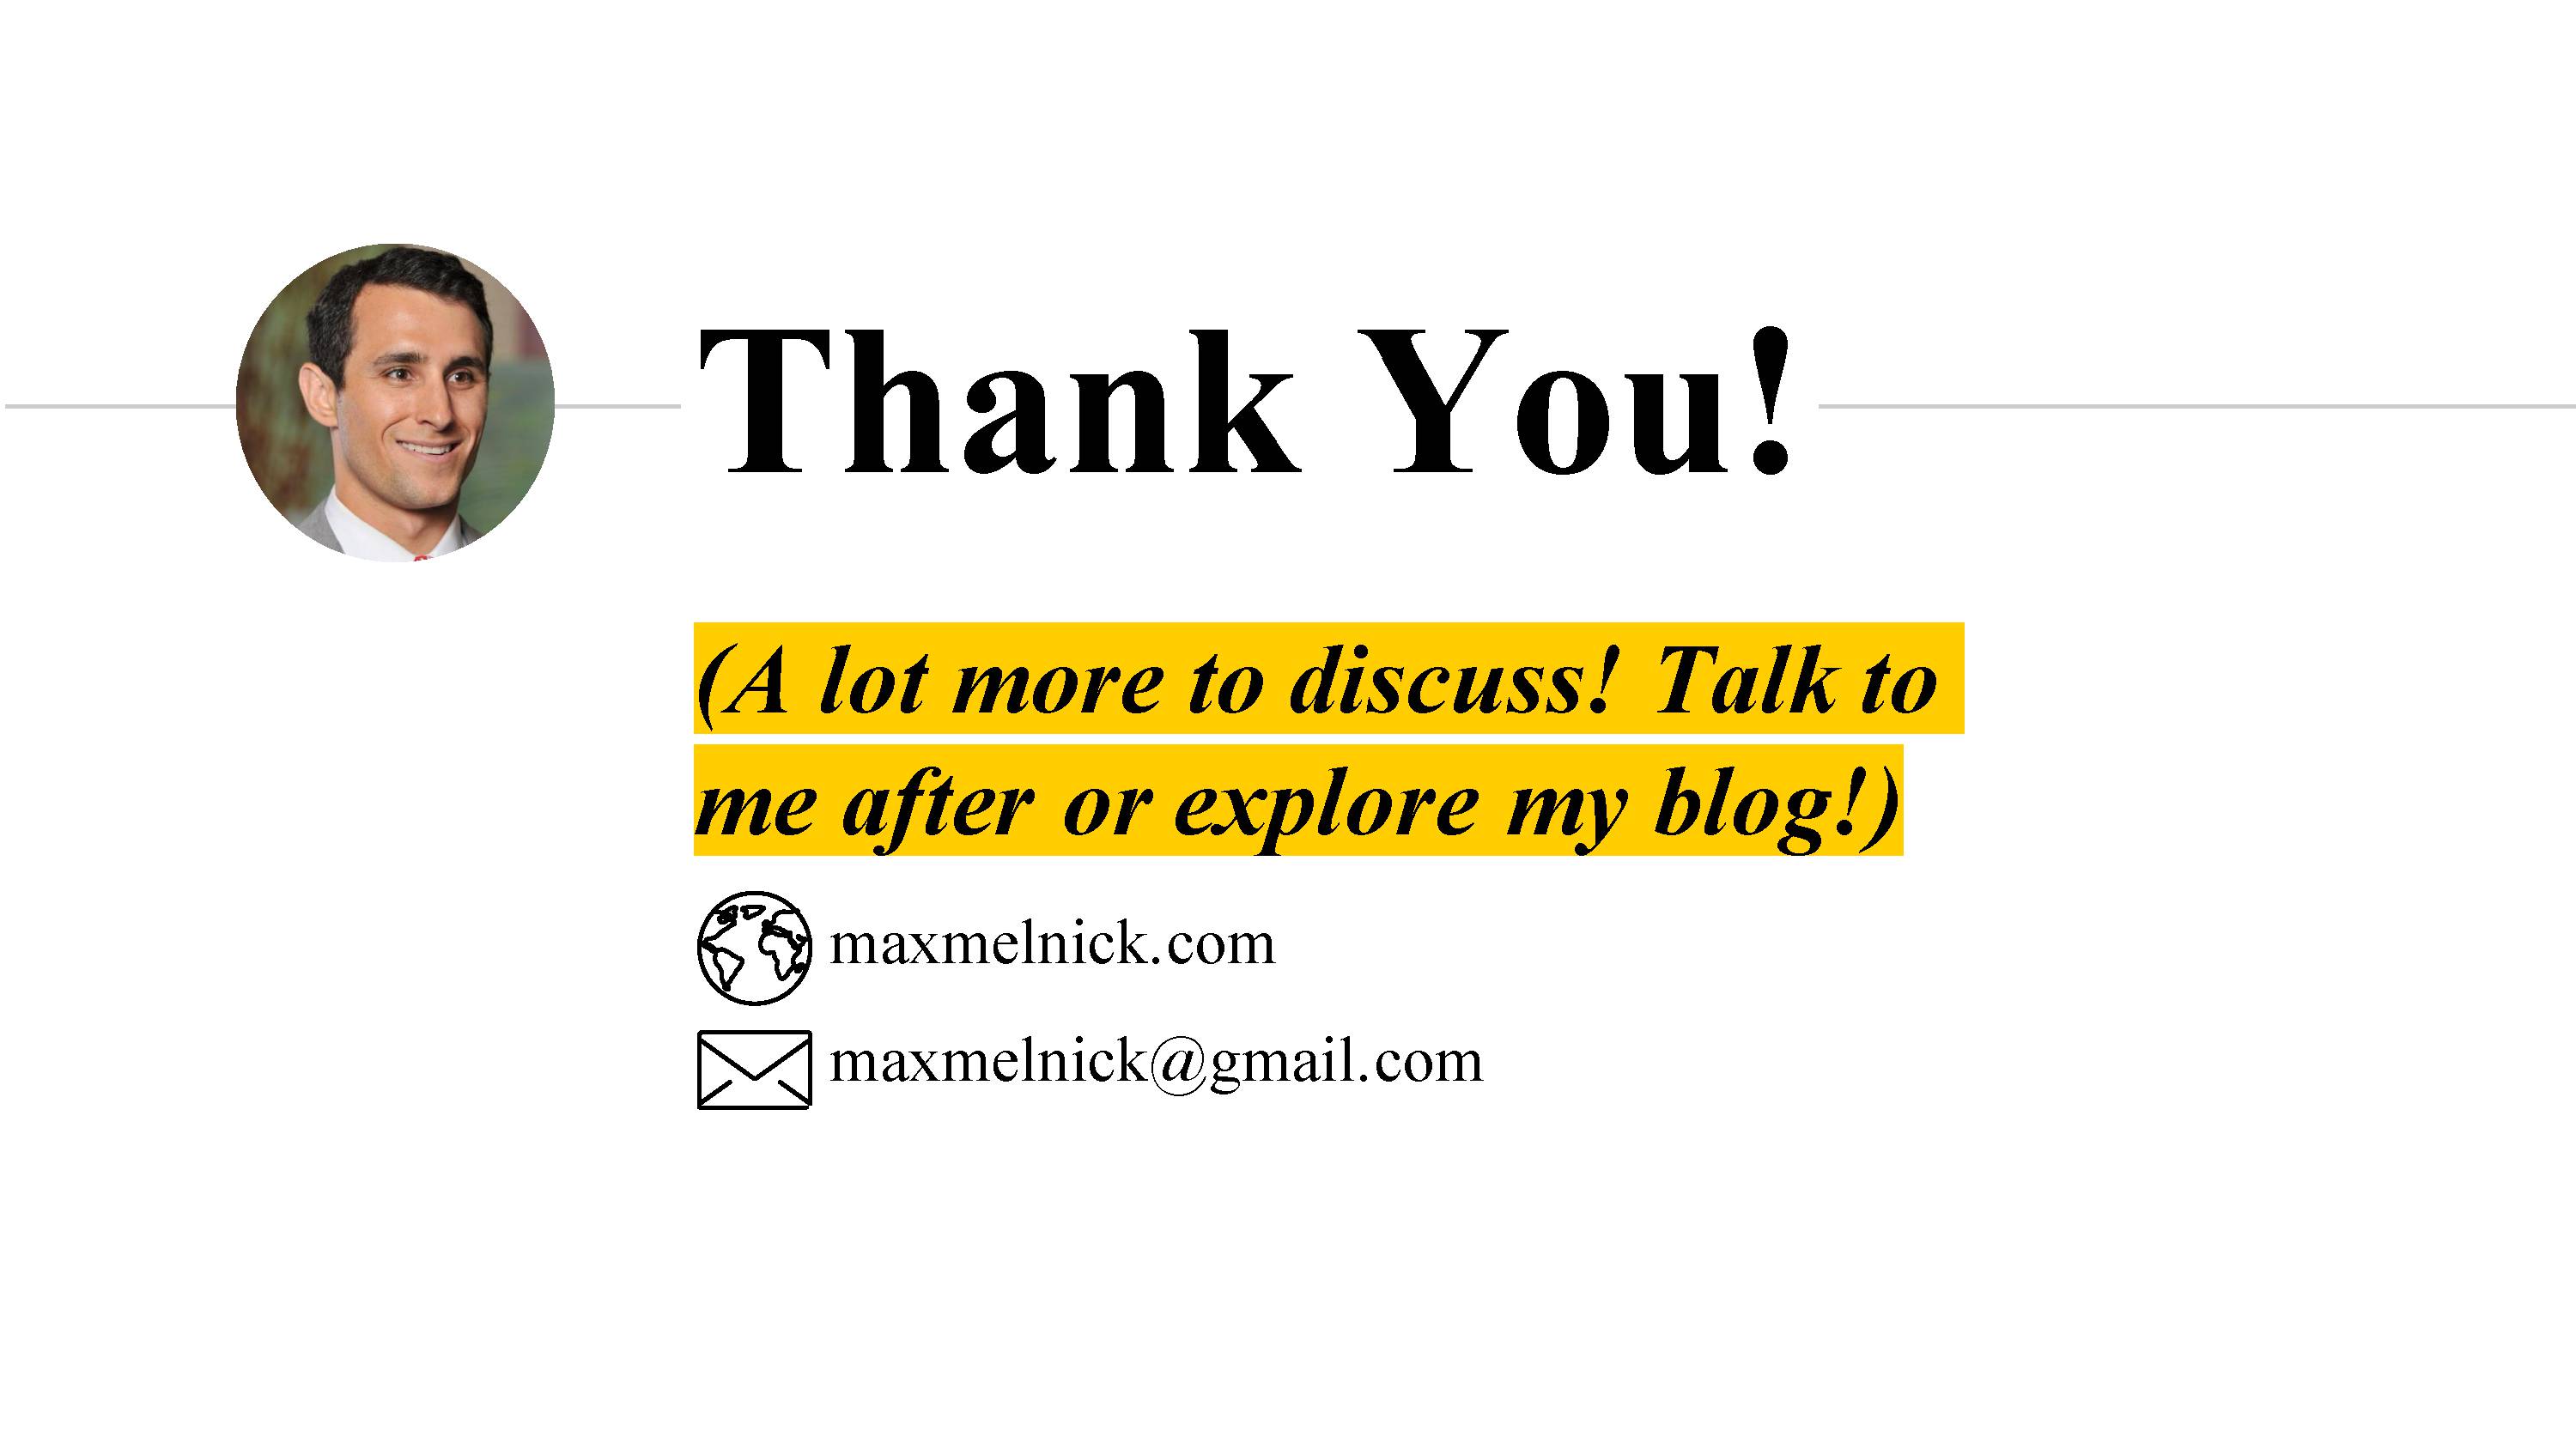 Thank You!
(A lot more to discuss! Talk to
me after or explore my blog!)
maxmelnick.com
maxmelnick@gmail.com